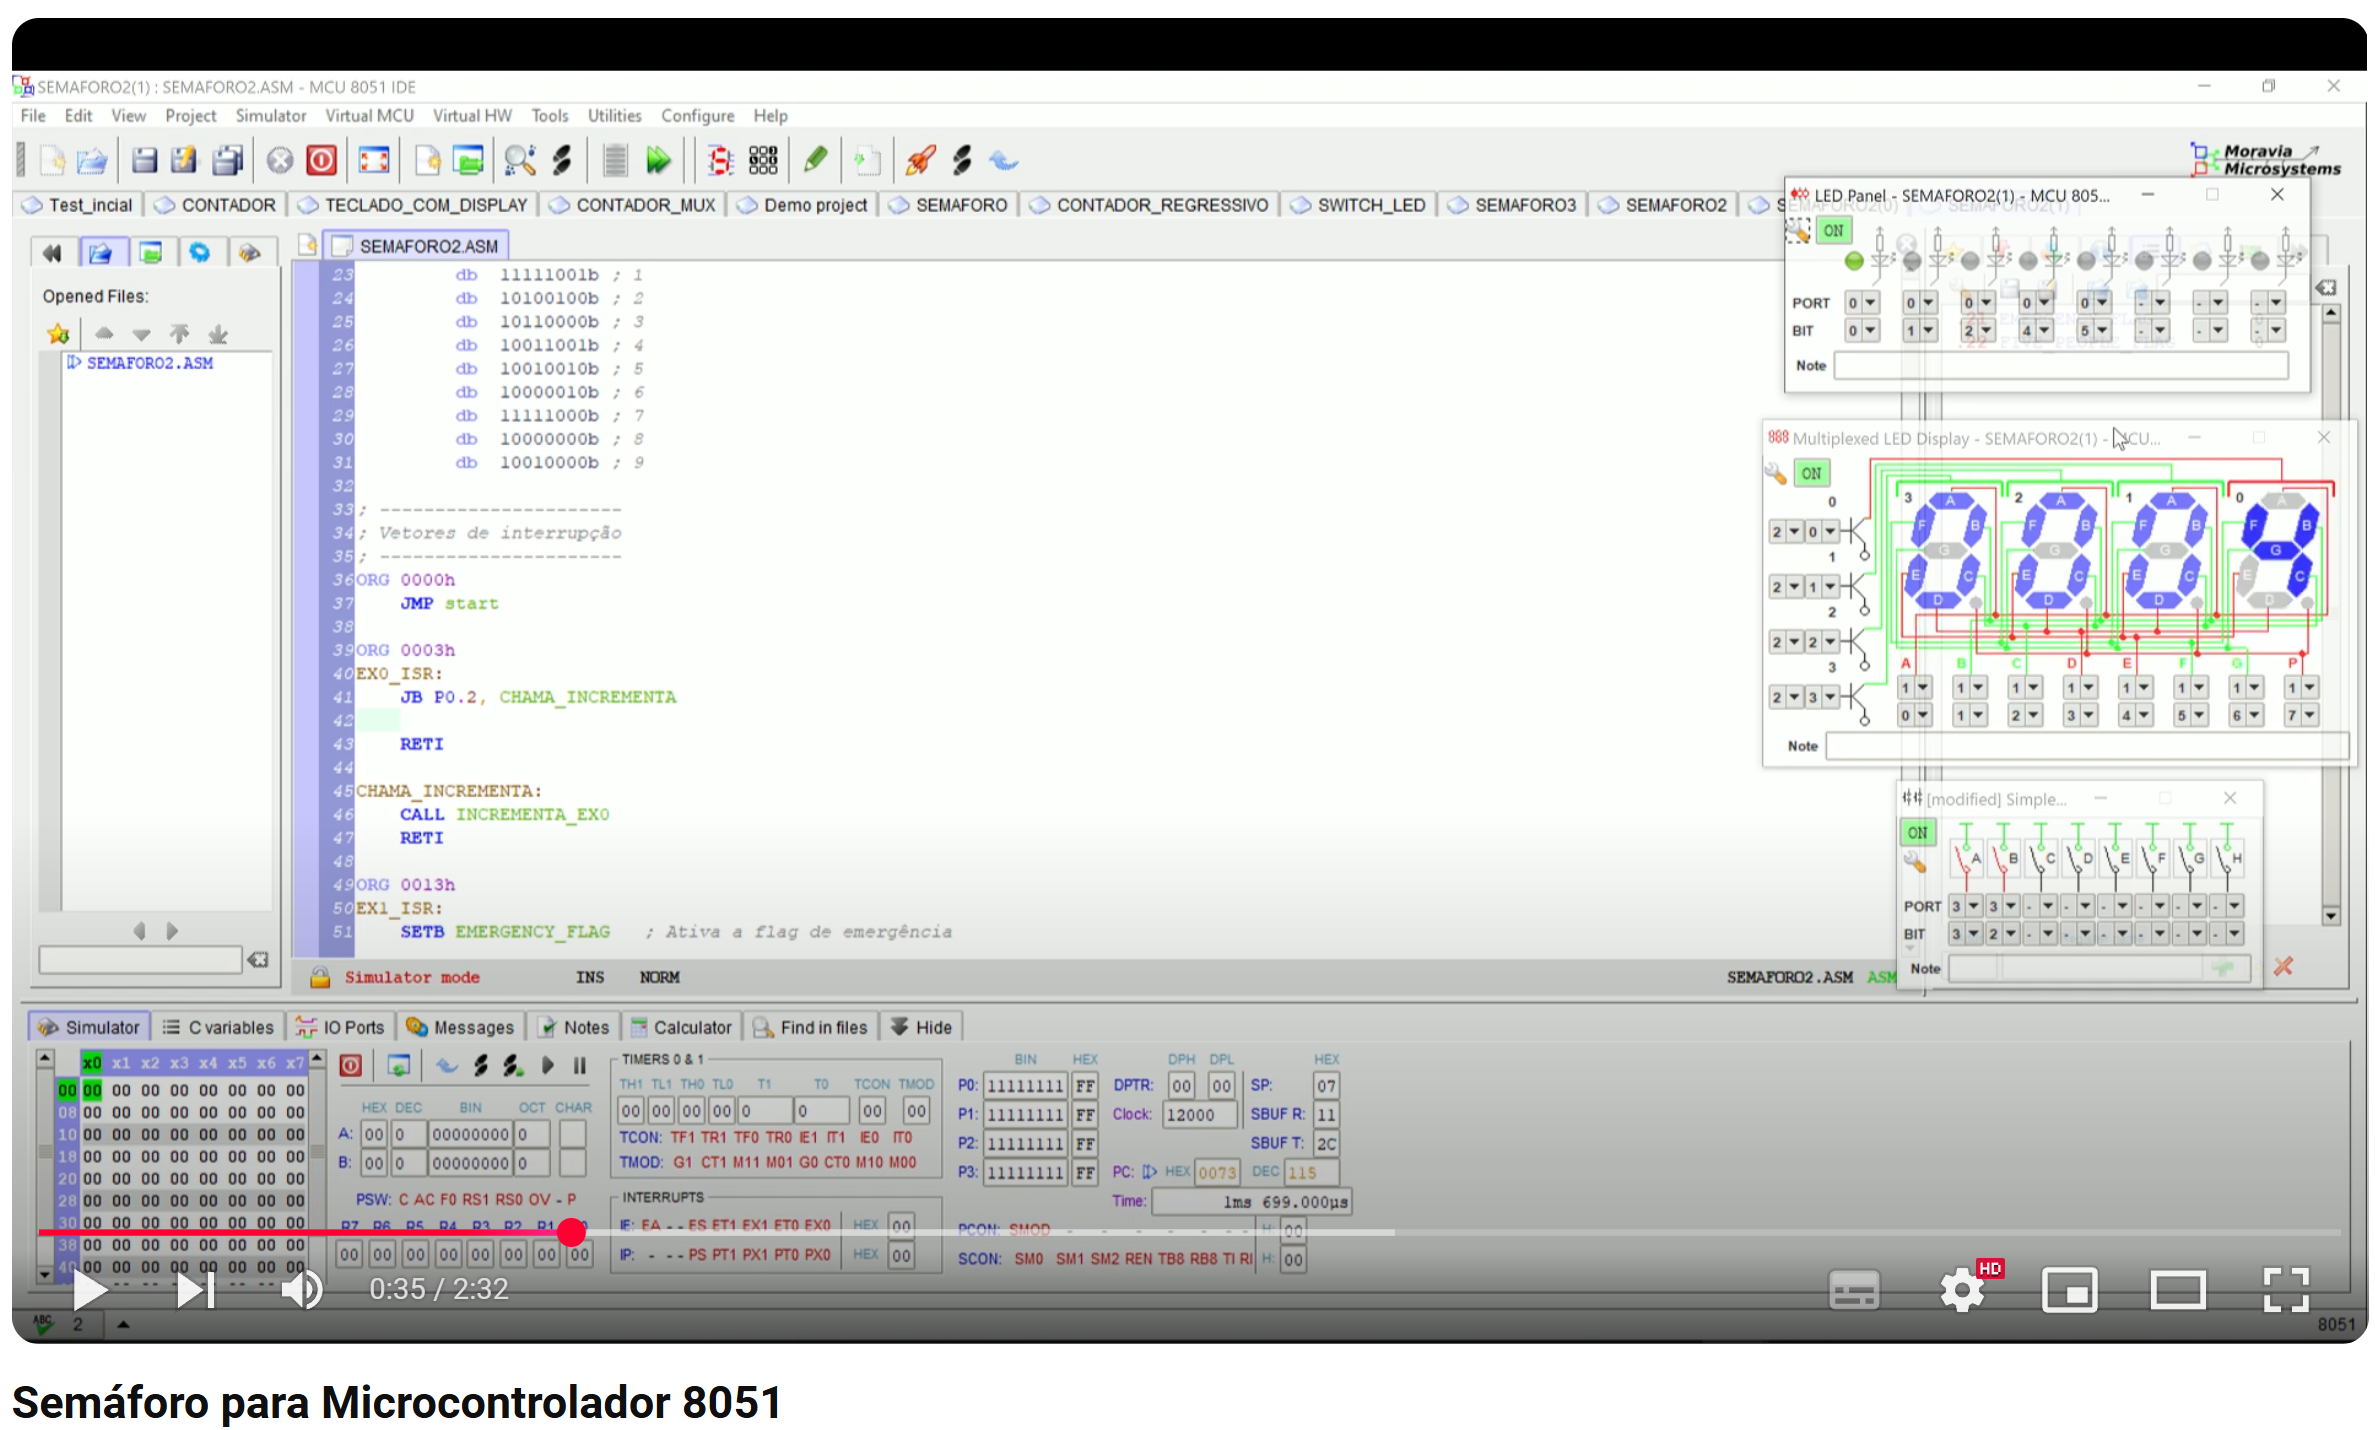 SEMAFORO2(1) : SEMAFORO2.ASM - MCU 8051 IDE
File Edit View Project Simulator Virtual MCU Virtual HW Tools Utilities Configure Help
Moravia
Microsystems
Test_incial CONTADOR TECLADO_COM_DISPLAY CONTADOR_MUX Demo project SEMAFORO CONTADOR_REGRESSIVO SWITCH_LED SEMAFORO3 SEMAFORO2
SEMAFORO2.ASM
Opened Files:
SEMAFORO2.ASM
23 db 11111001b ; 1
24 db 10100100b ; 2
25 db 10110000b ; 3
26 db 10011001b ; 4
27 db 10010010b ; 5
28 db 10000010b ; 6
29 db 11111000b ; 7
30 db 10000000b ; 8
31 db 10010000b ; 9
32
33 ; ----------------------
34 ; Vetores de interrupção
35 ; ----------------------
36 ORG 0000h
37 JMP start
38
39 ORG 0003h
40 EX0_ISR:
41 JB P0.2, CHAMA_INCREMENTA
42
43 RETI
44
45 CHAMA_INCREMENTA:
46 CALL INCREMENTA_EX0
47 RETI
48
49 ORG 0013h
50 EX1_ISR:
51 SETB EMERGENCY_FLAG ; Ativa a flag de emergência
Simulator mode INS NORM SEMAFORO2.ASM ASM
LED Panel - SEMAFORO2(1) - MCU 805...
ON
PORT 0 0 0 0 0 - - -
BIT 0 1 2 4 5 - - -
Note
Multiplexed LED Display - SEMAFORO2(1) - MCU...
ON
0
2 0
1
2 1
2
2 2
3
2 3
3 2 1 0
A A A A
F B F B F B F B
G G G G
E C E C E C E C
D D D D
A B C D E F G P
1 1 1 1 1 1 1 1
0 1 2 3 4 5 6 7
Note
[modified] Simple...
ON
A B C D E F G H
PORT 3 3 - - - - - -
BIT 3 2 - - - - - -
Note
Simulator C variables IO Ports Messages Notes Calculator Find in files Hide
x0 x1 x2 x3 x4 x5 x6 x7
00 00 00 00 00 00 00 00 00
08 00 00 00 00 00 00 00 00
10 00 00 00 00 00 00 00 00
18 00 00 00 00 00 00 00 00
20 00 00 00 00 00 00 00 00
28 00 00 00 00 00 00 00 00
30 00 00 00 00 00 00 00 00
38 00 00 00 00 00 00 00 00
40 00 00 00 00 00 00 00 00
HEX DEC BIN OCT CHAR
A: 00 0 00000000 0
B: 00 0 00000000 0
PSW: C AC F0 RS1 RS0 OV - P
R7 R6 R5 R4 R3 R2 R1
00 00 00 00 00 00 00 00
TIMERS 0 & 1
TH1 TL1 TH0 TL0 T1 T0 TCON TMOD
00 00 00 00 0 0 00 00
TCON: TF1 TR1 TF0 TR0 IE1 IT1 IE0 IT0
TMOD: G1 CT1 M11 M01 G0 CT0 M10 M00
INTERRUPTS
IE: EA - - ES ET1 EX1 ET0 EX0 HEX 00
IP: - - - PS PT1 PX1 PT0 PX0 HEX 00
BIN HEX
P0: 11111111 FF
P1: 11111111 FF
P2: 11111111 FF
P3: 11111111 FF
DPH DPL HEX
DPTR: 00 00 SP: 07
Clock: 12000 SBUF R: 11
SBUF T: 2C
PC: HEX 0073 DEC 115
Time: 1ms 699.000µs
PCON: SMOD - - - - - - - H: 00
SCON: SM0 SM1 SM2 REN TB8 RB8 TI RI H: 00
0:35 / 2:32
HD
ABC 2
8051
Semáforo para Microcontrolador 8051